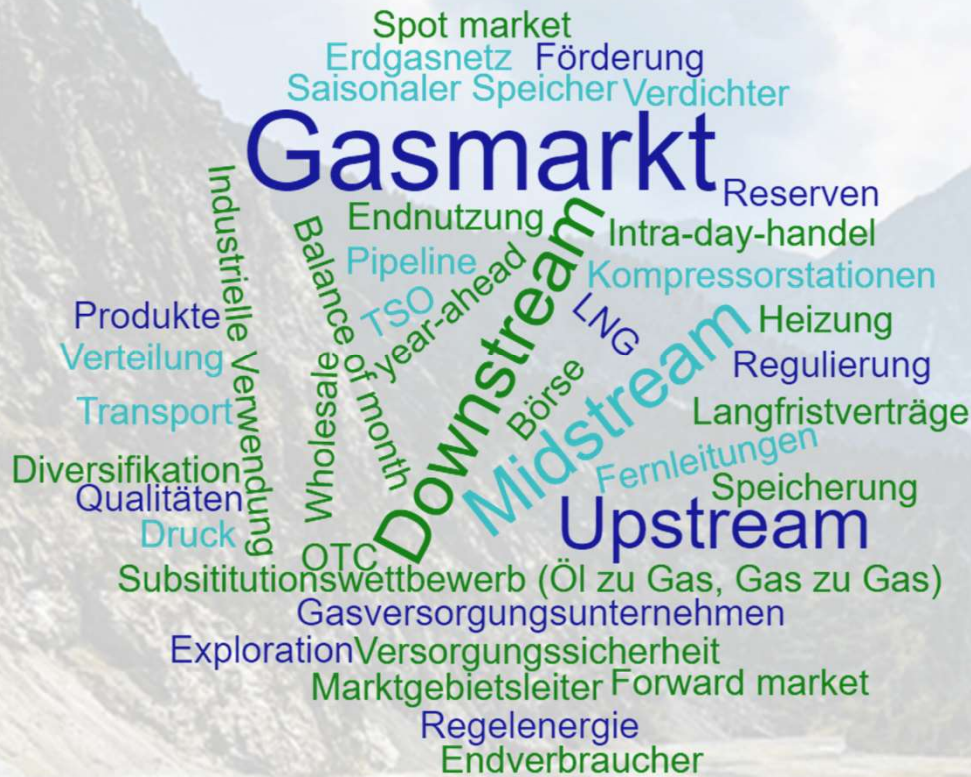 Spot market
Erdgasnetz Förderung
Saisonaler Speicher Verdichter
Gasmarkt
Reserven
Industrielle Verwendung
Balance of month
Endnutzung
Intra-day-handel
Pipeline
TSO
year-ahead
Downstream
Kompressorstationen
LNG
Produkte
Heizung
Verteilung
Wholesale
Börse
Midstream
Regulierung
Transport
Langfristverträge
Fernleitungen
Diversifikation
Qualitäten
Speicherung
Druck
Upstream
OTC
Subsititutionswettbewerb (Öl zu Gas, Gas zu Gas)
Gasversorgungsunternehmen
Exploration Versorgungssicherheit
Marktgebietsleiter Forward market
Regelenergie
Endverbraucher